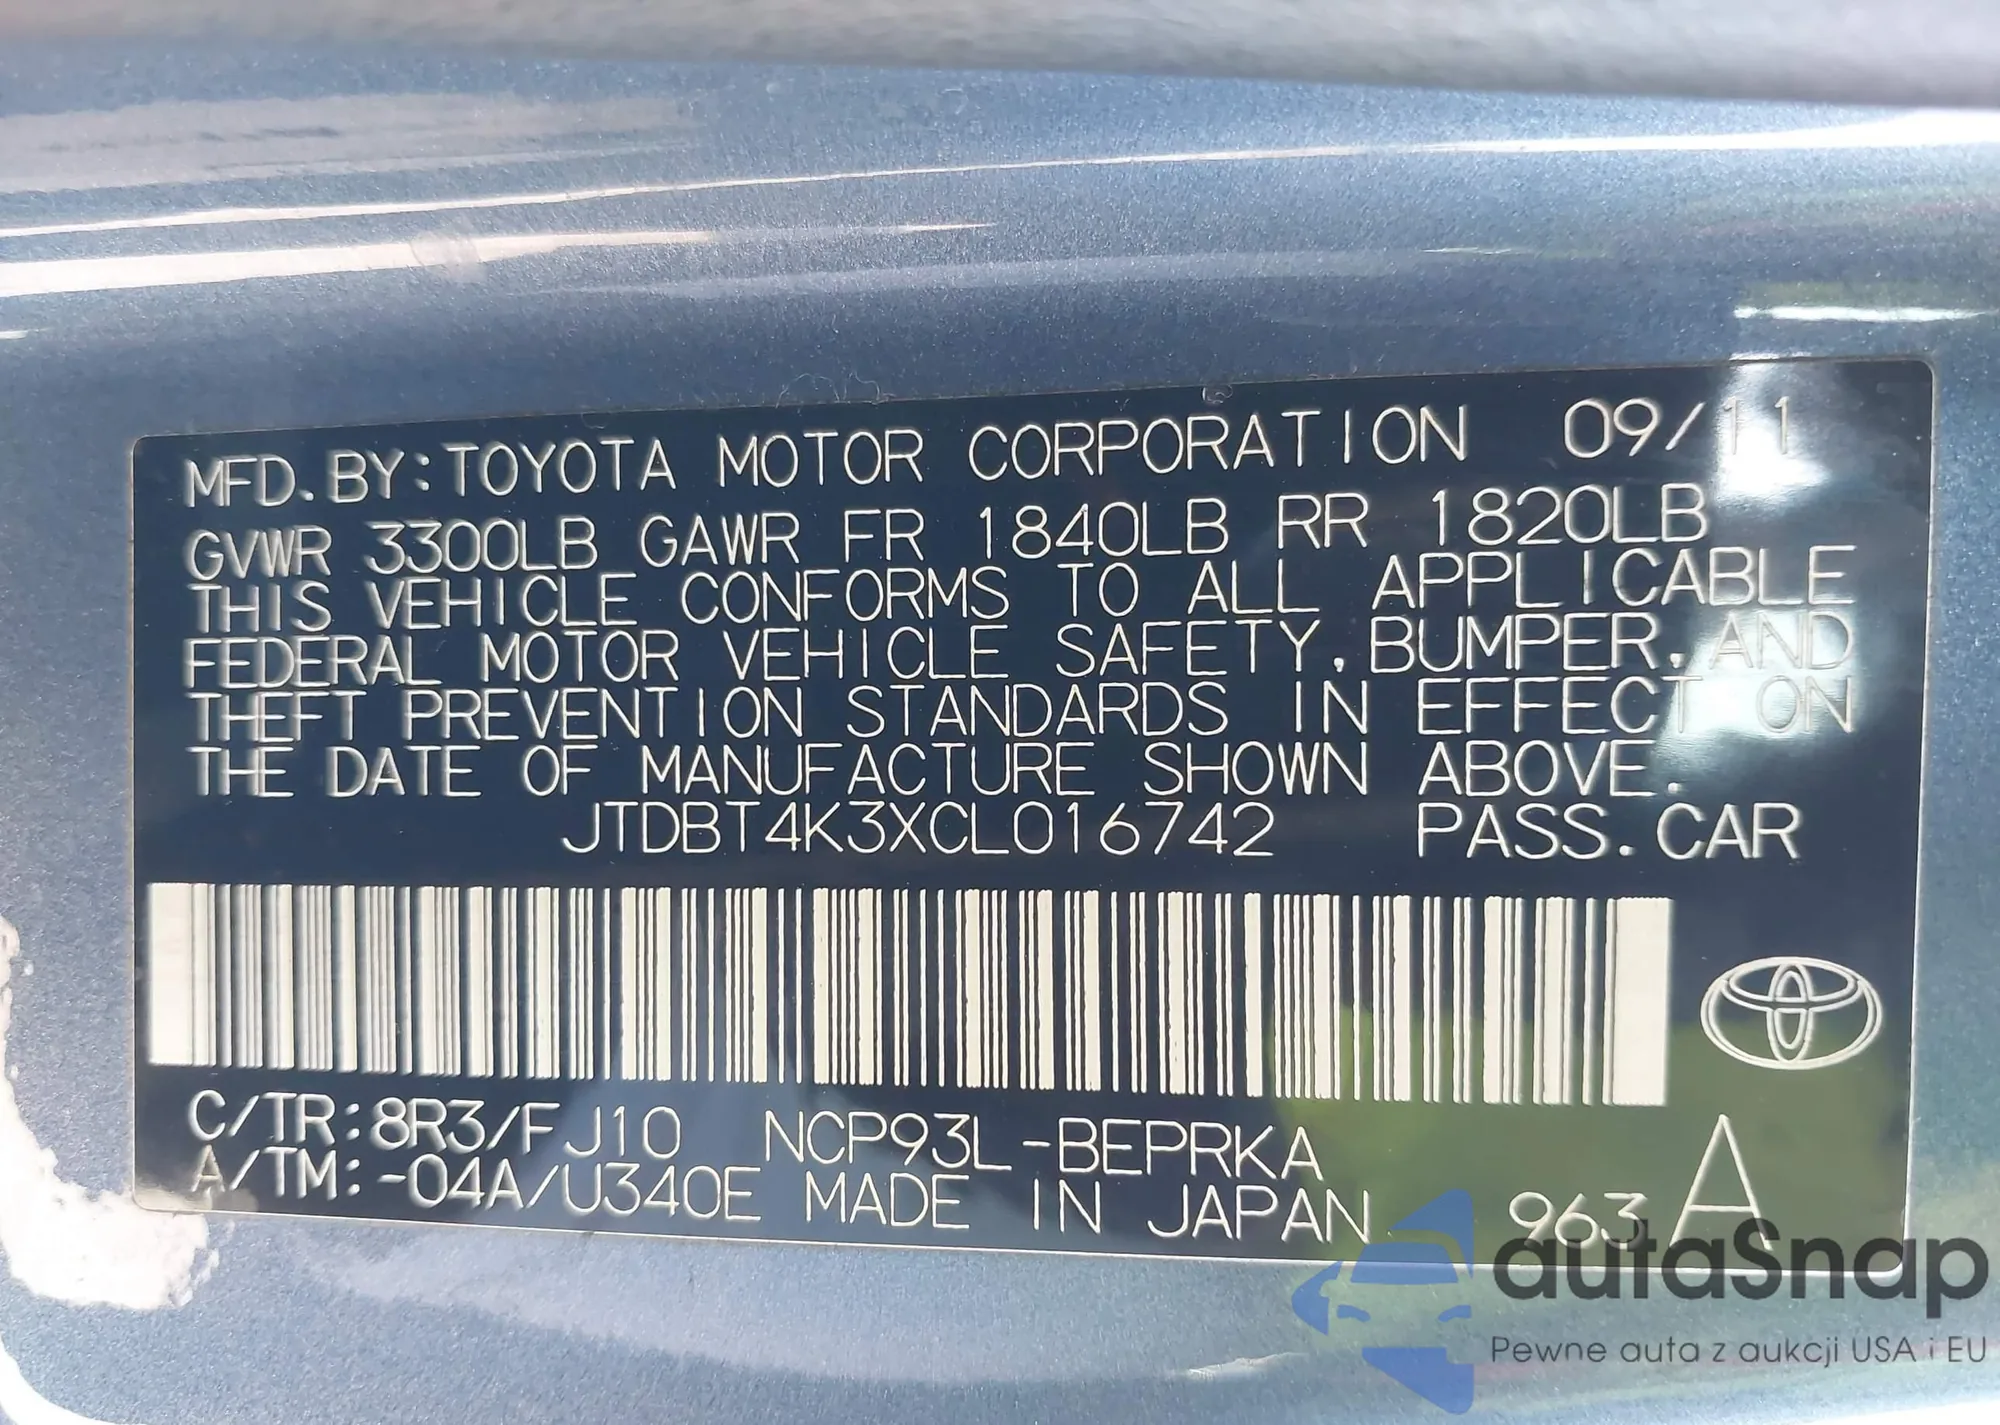 MFD. BY: TOYOTA MOTOR CORPORATION 09/11
GVWR 3300LB GAWR FR 1840LB RR 1820LB
THIS VEHICLE CONFORMS TO ALL APPLICABLE
FEDERAL MOTOR VEHICLE SAFETY, BUMPER, AND
THEFT PREVENTION STANDARDS IN EFFECT ON
THE DATE OF MANUFACTURE SHOWN ABOVE.
JTDBT4K3XCL016742 PASS. CAR
C/TR: 8R3/FJ10 NCP93L-BEPRKA
A/TM: -04A/U340E MADE IN JAPAN 963 A
autaSnap
Pewne auta z aukcji USA i EU